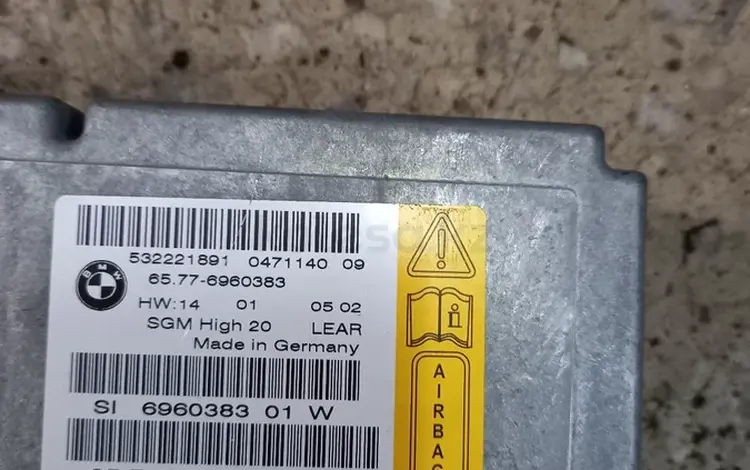 532221891 0471140 09
BMW
65.77-6960383
HW:14 01 05 02
SGM High 20 LEAR
Made in Germany
SI 6960383 01 W
AIRBAG